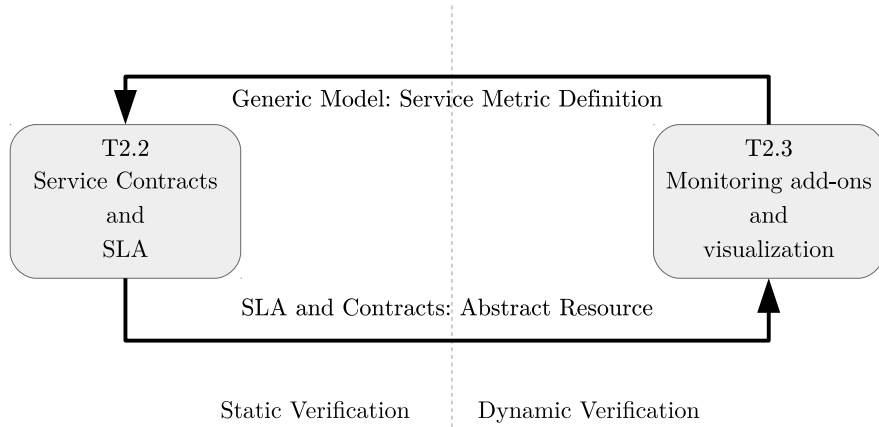 Generic Model: Service Metric Definition
T2.2
Service Contracts
and
SLA
T2.3
Monitoring add-ons
and
visualization
SLA and Contracts: Abstract Resource
Static Verification
Dynamic Verification